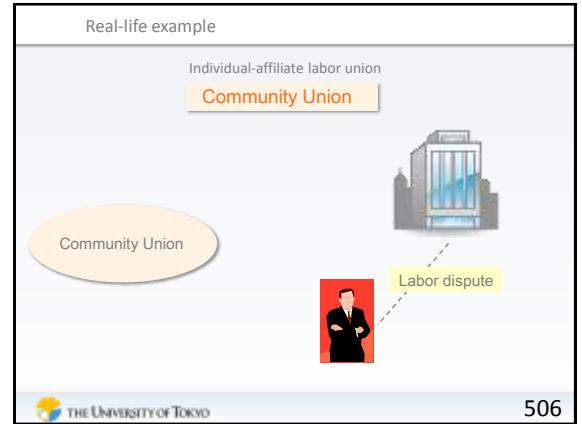 Real-life example
Individual-affiliate labor union
Community Union
Community Union
Labor dispute
THE UNIVERSITY OF TOKYO
506